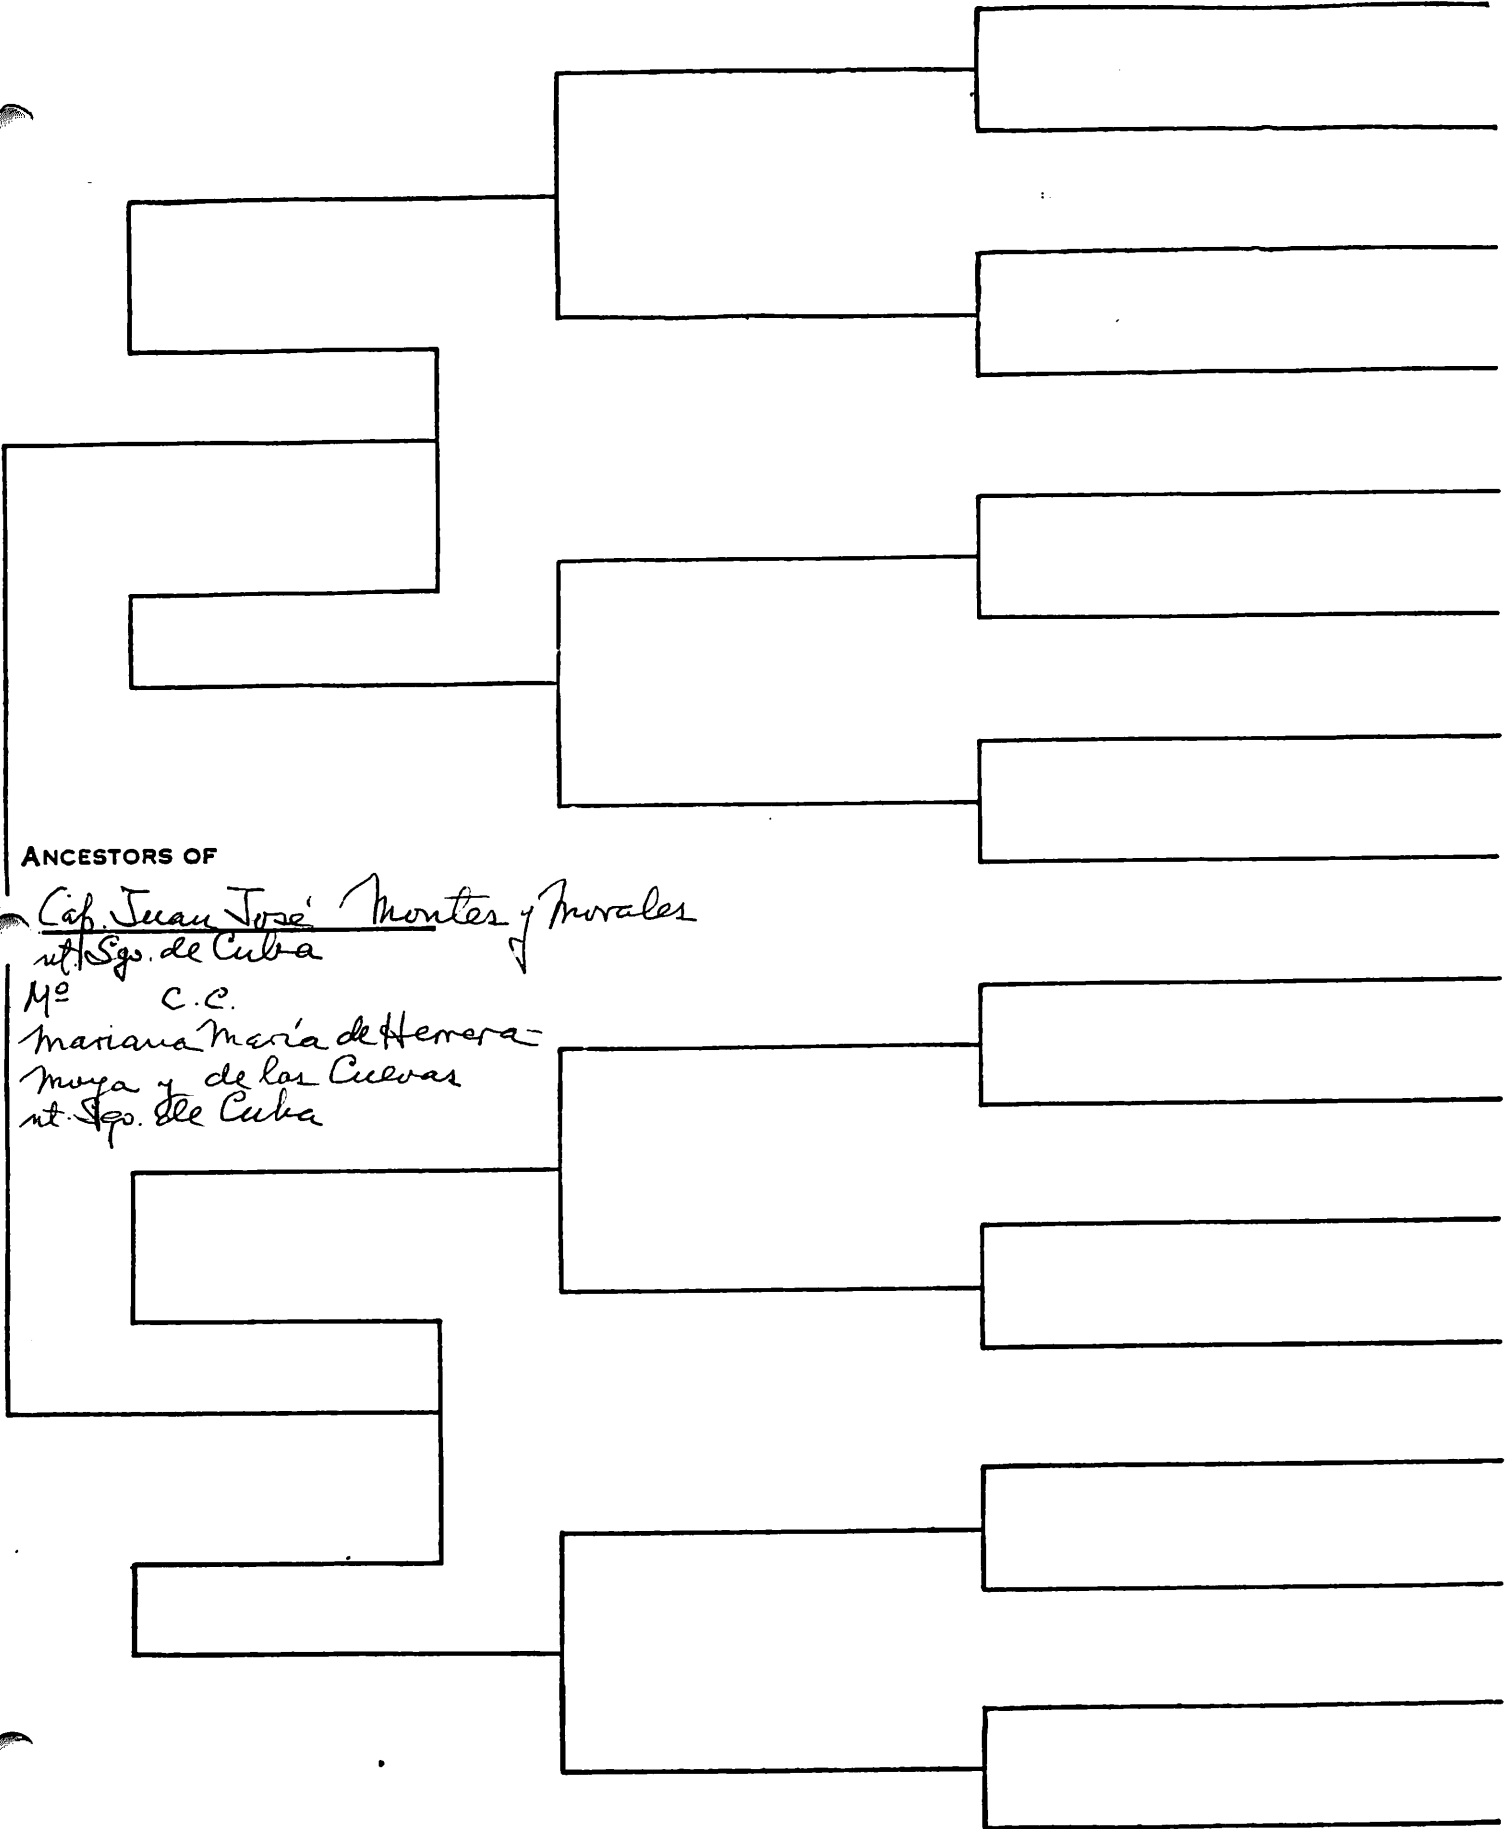 ANCESTORS OF
Cap. Juan José Montes y Morales
nt. Sgo. de Cuba
Mº C.C.
Mariana María de Herrera-
Moya y de las Cuevas
nt. Sgo. de Cuba